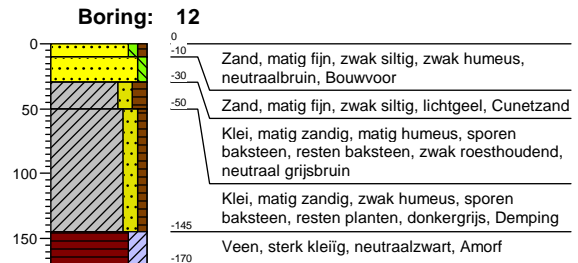 Boring: 12
0
0
-10
Zand, matig fijn, zwak siltig, zwak humeus,
neutraalbruin, Bouwvoor
-30
Zand, matig fijn, zwak siltig, lichtgeel, Cunetzand
50
-50
Klei, matig zandig, matig humeus, sporen
baksteen, resten baksteen, zwak roesthoudend,
neutraal grijsbruin
100
Klei, matig zandig, zwak humeus, sporen
baksteen, resten planten, donkergrijs, Demping
-145
150
Veen, sterk kleiïg, neutraalzwart, Amorf
-170